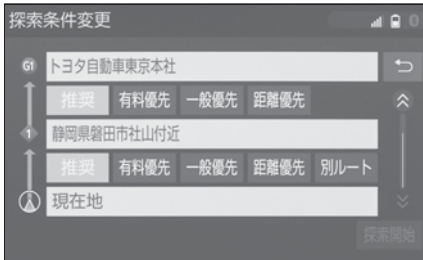 探索条件変更
G1 トヨタ自動車東京本社
推奨 有料優先 一般優先 距離優先
1 静岡県磐田市社山付近
推奨 有料優先 一般優先 距離優先 別ルート
現在地
探索開始